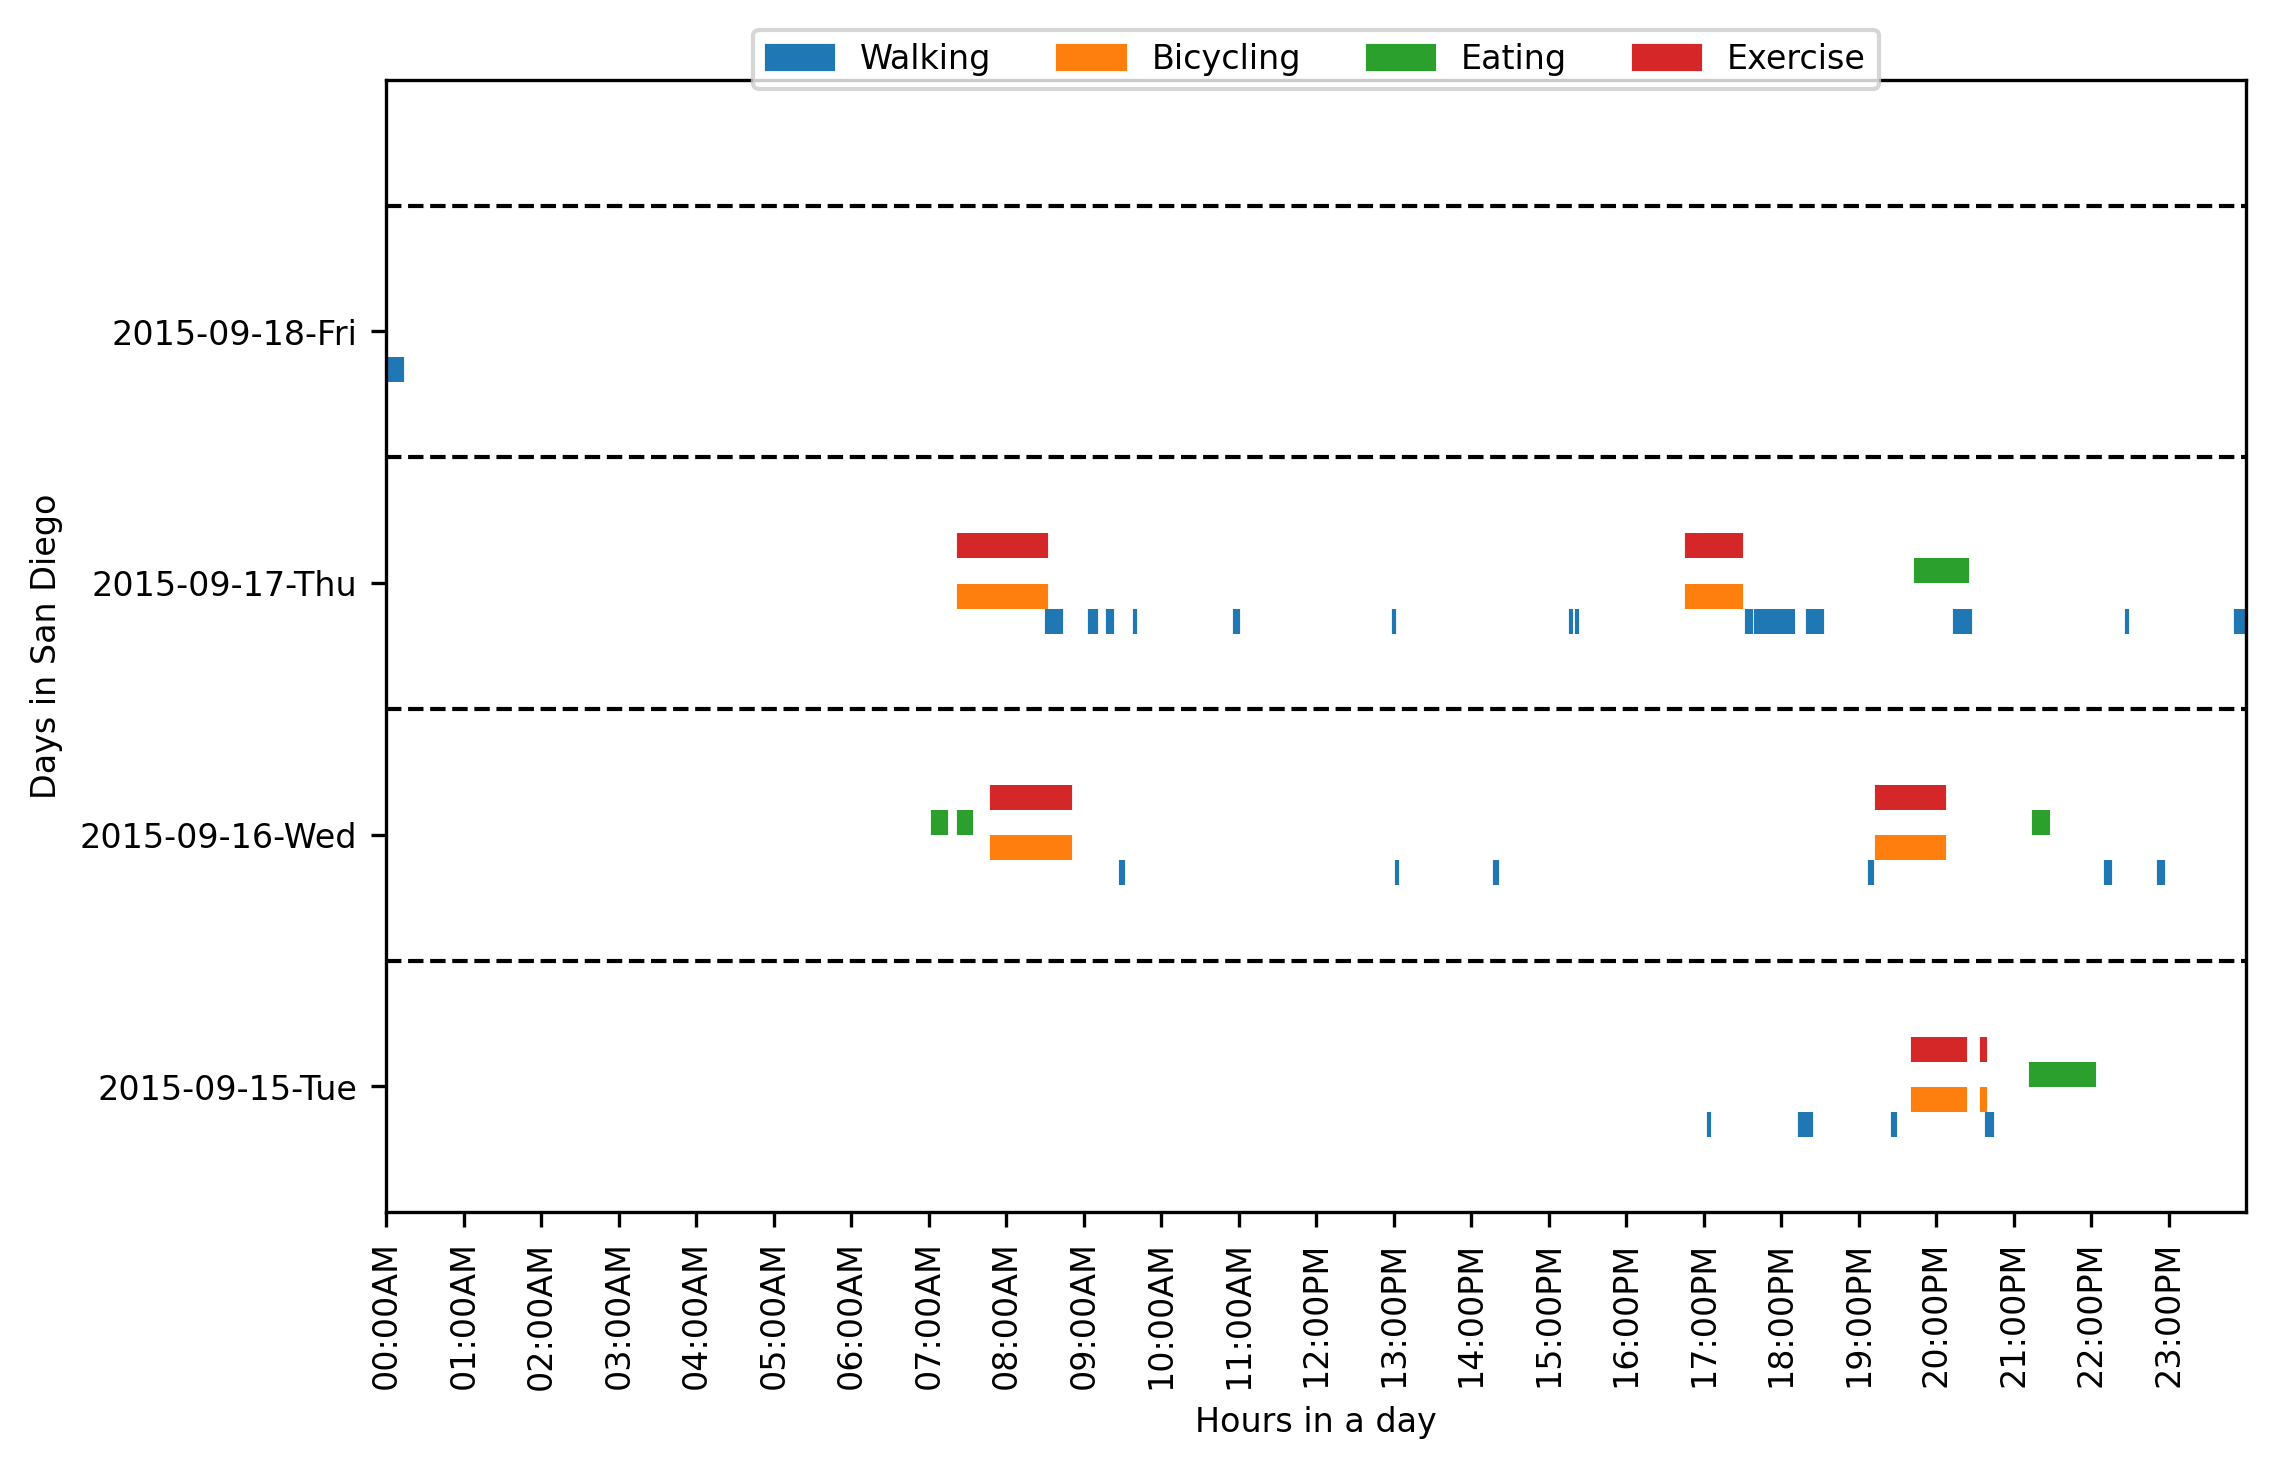 Walking Bicycling Eating Exercise
2015-09-18-Fri
2015-09-17-Thu
2015-09-16-Wed
2015-09-15-Tue
Days in San Diego
00:00AM
01:00AM
02:00AM
03:00AM
04:00AM
05:00AM
06:00AM
07:00AM
08:00AM
09:00AM
10:00AM
11:00AM
12:00PM
13:00PM
14:00PM
15:00PM
16:00PM
17:00PM
18:00PM
19:00PM
20:00PM
21:00PM
22:00PM
23:00PM
Hours in a day